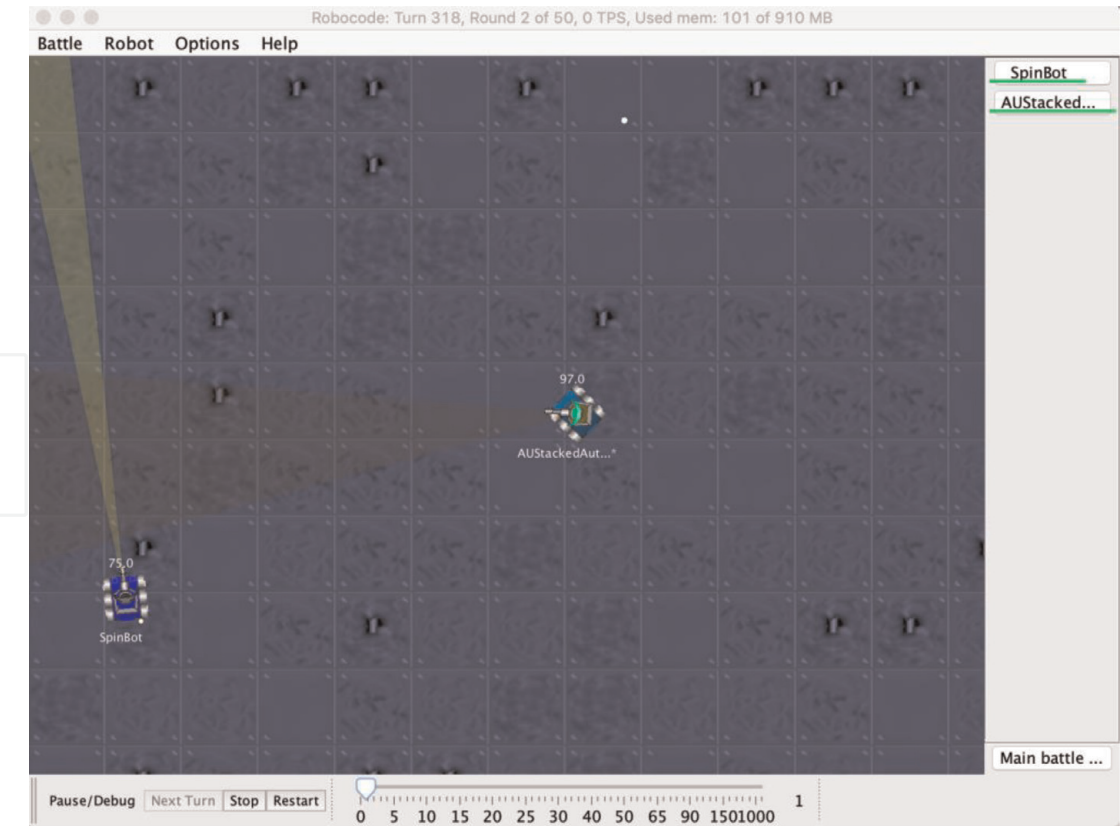 Robocode: Turn 318, Round 2 of 50, 0 TPS, Used mem: 101 of 910 MB
Battle Robot Options Help
SpinBot
AUStacked...
97.0
AUStackedAut...*
75.0
SpinBot
Main battle ...
Pause/Debug Next Turn Stop Restart
1
0 5 10 15 20 25 30 40 50 65 90 1501000